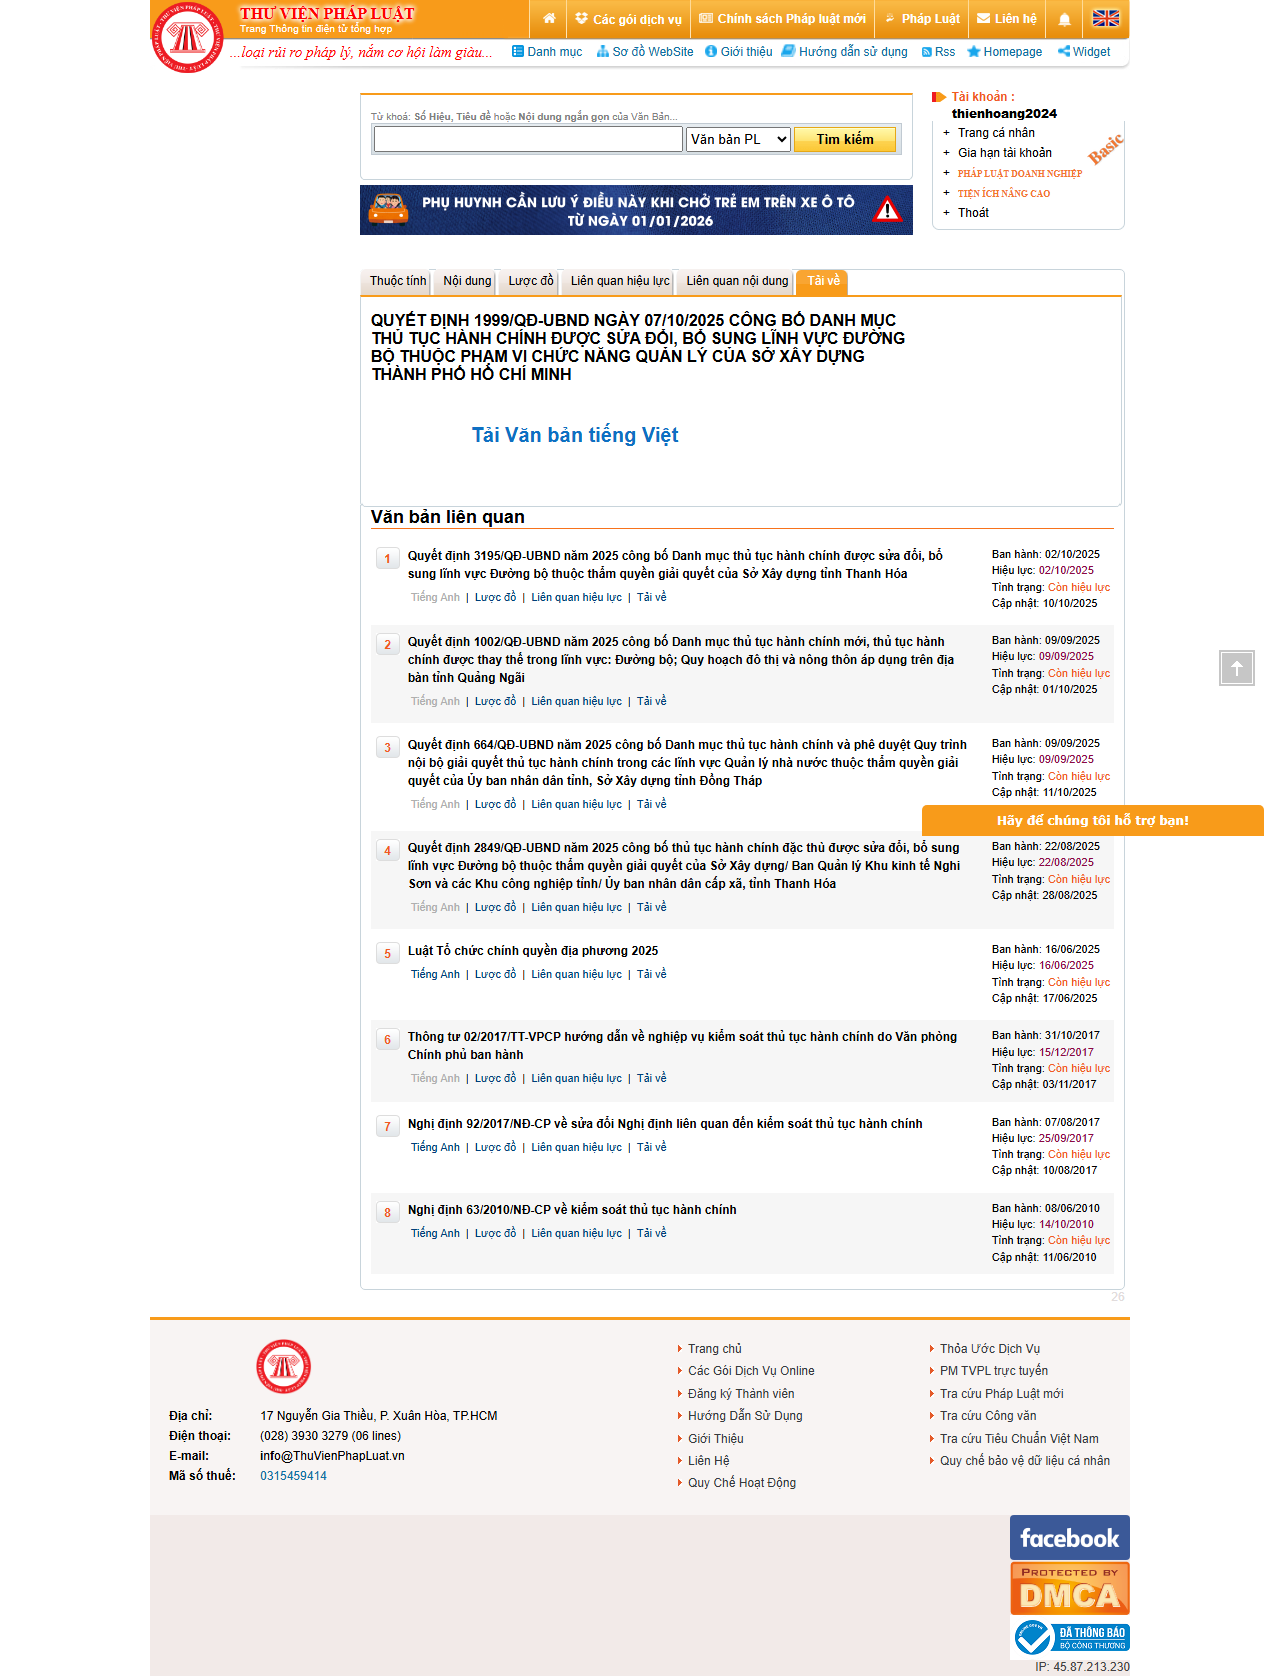 THƯ VIỆN PHÁP LUẬT
Trang Thông tin điện tử tổng hợp
...loại rủi ro pháp lý, nắm cơ hội làm giàu...
Các gói dịch vụ
Chính sách Pháp luật mới
Pháp Luật
Liên hệ
Danh mục
Sơ đồ WebSite
Giới thiệu
Hướng dẫn sử dụng
Rss
Homepage
Widget
Từ khoá: Số Hiệu, Tiêu đề hoặc Nội dung ngắn gọn của Văn Bản...
Văn bản PL
Tìm kiếm
PHỤ HUYNH CẦN LƯU Ý ĐIỀU NÀY KHI CHỞ TRẺ EM TRÊN XE Ô TÔ
TỪ NGÀY 01/01/2026
Tài khoản :
thienhoang2024
+ Trang cá nhân
+ Gia hạn tài khoản
+ PHÁP LUẬT DOANH NGHIỆP
+ TIỆN ÍCH NÂNG CAO
+ Thoát
Basic
Thuộc tính
Nội dung
Lược đồ
Liên quan hiệu lực
Liên quan nội dung
Tải về
QUYẾT ĐỊNH 1999/QĐ-UBND NGÀY 07/10/2025 CÔNG BỐ DANH MỤC
THỦ TỤC HÀNH CHÍNH ĐƯỢC SỬA ĐỔI, BỔ SUNG LĨNH VỰC ĐƯỜNG
BỘ THUỘC PHẠM VI CHỨC NĂNG QUẢN LÝ CỦA SỞ XÂY DỰNG
THÀNH PHỐ HỒ CHÍ MINH
Tải Văn bản tiếng Việt
Văn bản liên quan
1
Quyết định 3195/QĐ-UBND năm 2025 công bố Danh mục thủ tục hành chính được sửa đổi, bổ
sung lĩnh vực Đường bộ thuộc thẩm quyền giải quyết của Sở Xây dựng tỉnh Thanh Hóa
Tiếng Anh | Lược đồ | Liên quan hiệu lực | Tải về
Ban hành: 02/10/2025
Hiệu lực: 02/10/2025
Tình trạng: Còn hiệu lực
Cập nhật: 10/10/2025
2
Quyết định 1002/QĐ-UBND năm 2025 công bố Danh mục thủ tục hành chính mới, thủ tục hành
chính được thay thế trong lĩnh vực: Đường bộ; Quy hoạch đô thị và nông thôn áp dụng trên địa
bàn tỉnh Quảng Ngãi
Tiếng Anh | Lược đồ | Liên quan hiệu lực | Tải về
Ban hành: 09/09/2025
Hiệu lực: 09/09/2025
Tình trạng: Còn hiệu lực
Cập nhật: 01/10/2025
3
Quyết định 664/QĐ-UBND năm 2025 công bố Danh mục thủ tục hành chính và phê duyệt Quy trình
nội bộ giải quyết thủ tục hành chính trong các lĩnh vực Quản lý nhà nước thuộc thẩm quyền giải
quyết của Ủy ban nhân dân tỉnh, Sở Xây dựng tỉnh Đồng Tháp
Tiếng Anh | Lược đồ | Liên quan hiệu lực | Tải về
Ban hành: 09/09/2025
Hiệu lực: 09/09/2025
Tình trạng: Còn hiệu lực
Cập nhật: 11/10/2025
Hãy để chúng tôi hỗ trợ bạn!
4
Quyết định 2849/QĐ-UBND năm 2025 công bố thủ tục hành chính đặc thù được sửa đổi, bổ sung
lĩnh vực Đường bộ thuộc thẩm quyền giải quyết của Sở Xây dựng/ Ban Quản lý Khu kinh tế Nghi
Sơn và các Khu công nghiệp tỉnh/ Ủy ban nhân dân cấp xã, tỉnh Thanh Hóa
Tiếng Anh | Lược đồ | Liên quan hiệu lực | Tải về
Ban hành: 22/08/2025
Hiệu lực: 22/08/2025
Tình trạng: Còn hiệu lực
Cập nhật: 28/08/2025
5
Luật Tổ chức chính quyền địa phương 2025
Tiếng Anh | Lược đồ | Liên quan hiệu lực | Tải về
Ban hành: 16/06/2025
Hiệu lực: 16/06/2025
Tình trạng: Còn hiệu lực
Cập nhật: 17/06/2025
6
Thông tư 02/2017/TT-VPCP hướng dẫn về nghiệp vụ kiểm soát thủ tục hành chính do Văn phòng
Chính phủ ban hành
Tiếng Anh | Lược đồ | Liên quan hiệu lực | Tải về
Ban hành: 31/10/2017
Hiệu lực: 15/12/2017
Tình trạng: Còn hiệu lực
Cập nhật: 03/11/2017
7
Nghị định 92/2017/NĐ-CP về sửa đổi Nghị định liên quan đến kiểm soát thủ tục hành chính
Tiếng Anh | Lược đồ | Liên quan hiệu lực | Tải về
Ban hành: 07/08/2017
Hiệu lực: 25/09/2017
Tình trạng: Còn hiệu lực
Cập nhật: 10/08/2017
8
Nghị định 63/2010/NĐ-CP về kiểm soát thủ tục hành chính
Tiếng Anh | Lược đồ | Liên quan hiệu lực | Tải về
Ban hành: 08/06/2010
Hiệu lực: 14/10/2010
Tình trạng: Còn hiệu lực
Cập nhật: 11/06/2010
26
Địa chỉ: 17 Nguyễn Gia Thiều, P. Xuân Hòa, TP.HCM
Điện thoại: (028) 3930 3279 (06 lines)
E-mail: info@ThuVienPhapLuat.vn
Mã số thuế: 0315459414
Trang chủ
Các Gói Dịch Vụ Online
Đăng ký Thành viên
Hướng Dẫn Sử Dụng
Giới Thiệu
Liên Hệ
Quy Chế Hoạt Động
Thỏa Ước Dịch Vụ
PM TVPL trực tuyến
Tra cứu Pháp Luật mới
Tra cứu Công văn
Tra cứu Tiêu Chuẩn Việt Nam
Quy chế bảo vệ dữ liệu cá nhân
facebook
PROTECTED BY
DMCA
ĐÃ THÔNG BÁO
BỘ CÔNG THƯƠNG
IP: 45.87.213.230